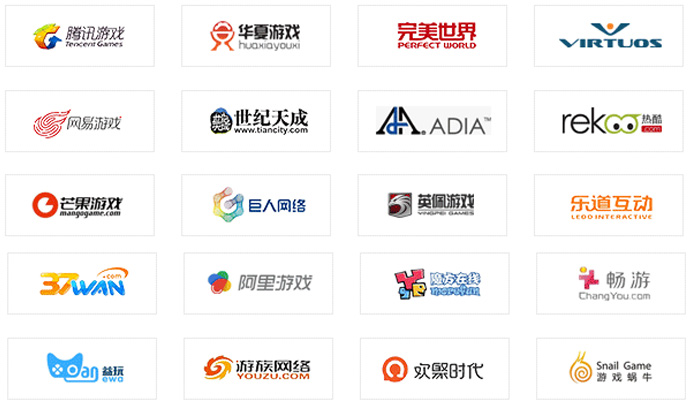 腾讯游戏
Tencent Games
华夏游戏
huaxiayouxi
完美世界
PERFECT WORLD
VIRTUOS
网易游戏
世纪天成
www.tiancity.com
ADIA™
rekoo
热酷
.com
芒果游戏
mangogame.com
巨人网络
英佩游戏
YINGPEI GAMES
乐道互动
LEDO INTERACTIVE
37WAN
.com
阿里游戏
魔方在线
畅游
ChangYou.com
益玩
ewa
游族网络
YOUZU.COM
欢聚时代
Snail Game
游戏蜗牛